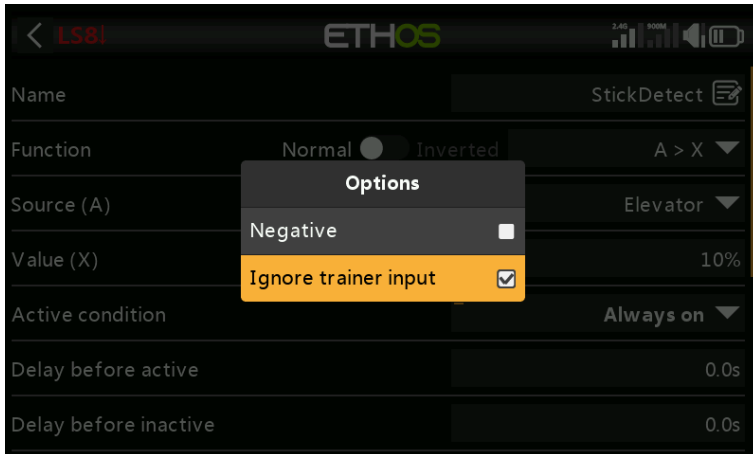 LS8
ETHOS
2.4G 900M
Name StickDetect
Function Normal Inverted A > X
Options
Source (A) Elevator
Negative
Value (X) 10%
Ignore trainer input
Active condition Always on
Delay before active 0.0s
Delay before inactive 0.0s